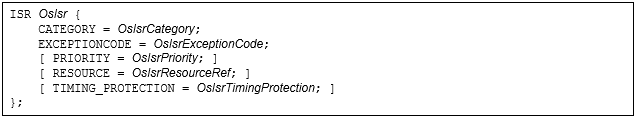 ISR OsIsr {
CATEGORY = OsIsrCategory;
EXCEPTIONCODE = OsIsrExceptionCode;
[ PRIORITY = OsIsrPriority; ]
[ RESOURCE = OsIsrResourceRef; ]
[ TIMING_PROTECTION = OsIsrTimingProtection; ]
};